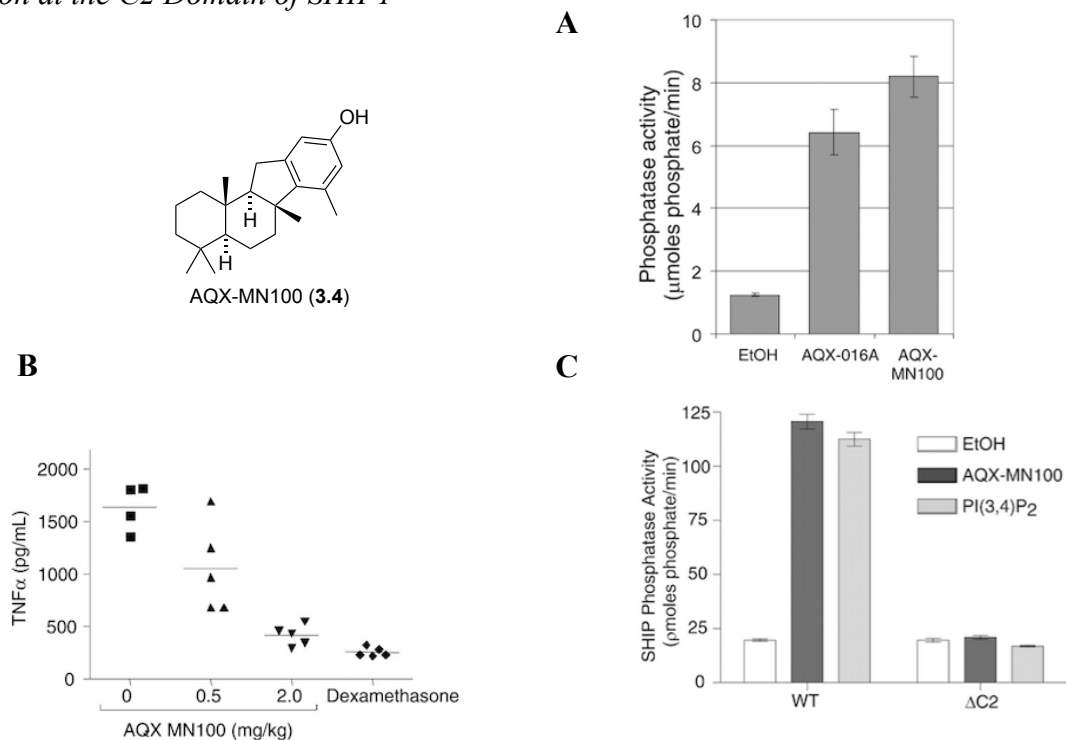 on at the C2 Domain of SHIP1
OH
H
H
AQX-MN100 (3.4)
A
Phosphatase activity
(µmoles phosphate/min)
10
8
6
4
2
0
EtOH
AQX-016A
AQX-
MN100
B
TNFα (pg/mL)
2000
1500
1000
500
0
0
0.5
2.0
Dexamethasone
AQX MN100 (mg/kg)
C
SHIP Phosphatase Activity
(ρmoles phosphate/min)
125
100
75
50
25
0
EtOH
AQX-MN100
PI(3,4)P2
WT
ΔC2